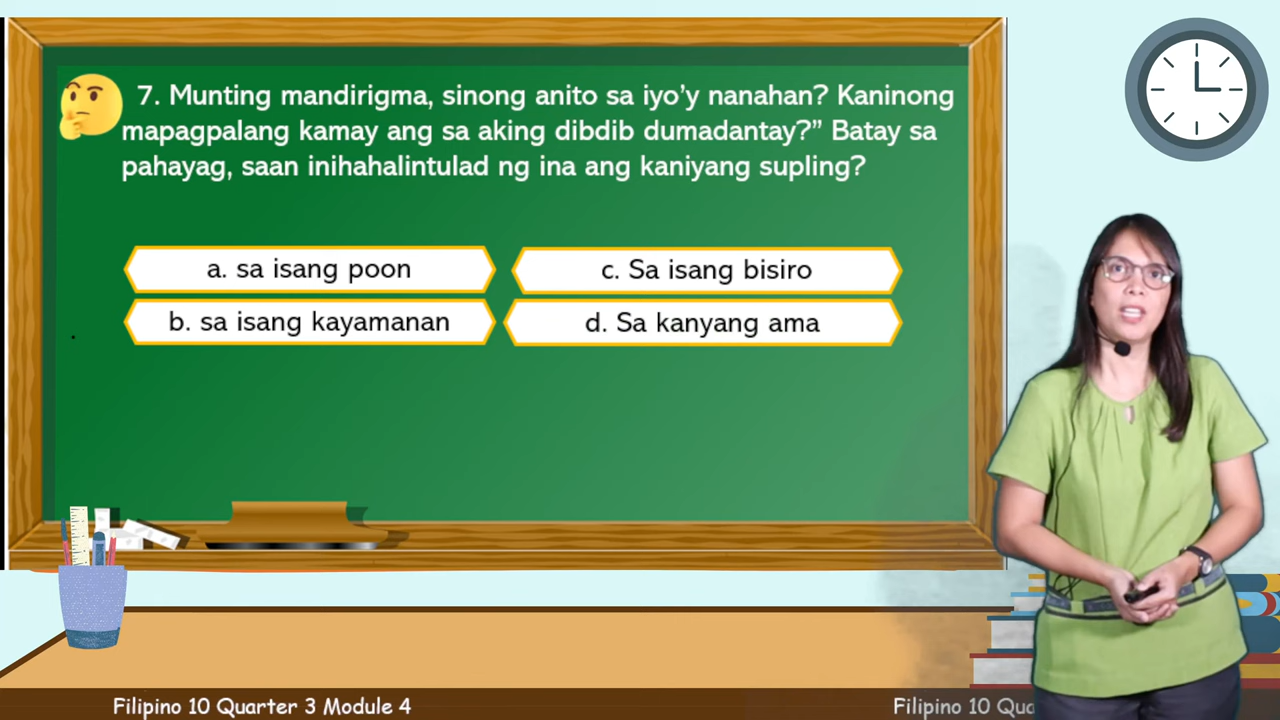 7. Munting mandirigma, sinong anito sa iyo'y nanahan? Kaninong
mapagpalang kamay ang sa aking dibdib dumadantay?” Batay sa
pahayag, saan inihahalintulad ng ina ang kaniyang supling?
a. sa isang poon
c. Sa isang bisiro
b. sa isang kayamanan
d. Sa kanyang ama
Filipino 10 Quarter 3 Module 4
Filipino 10 Qua